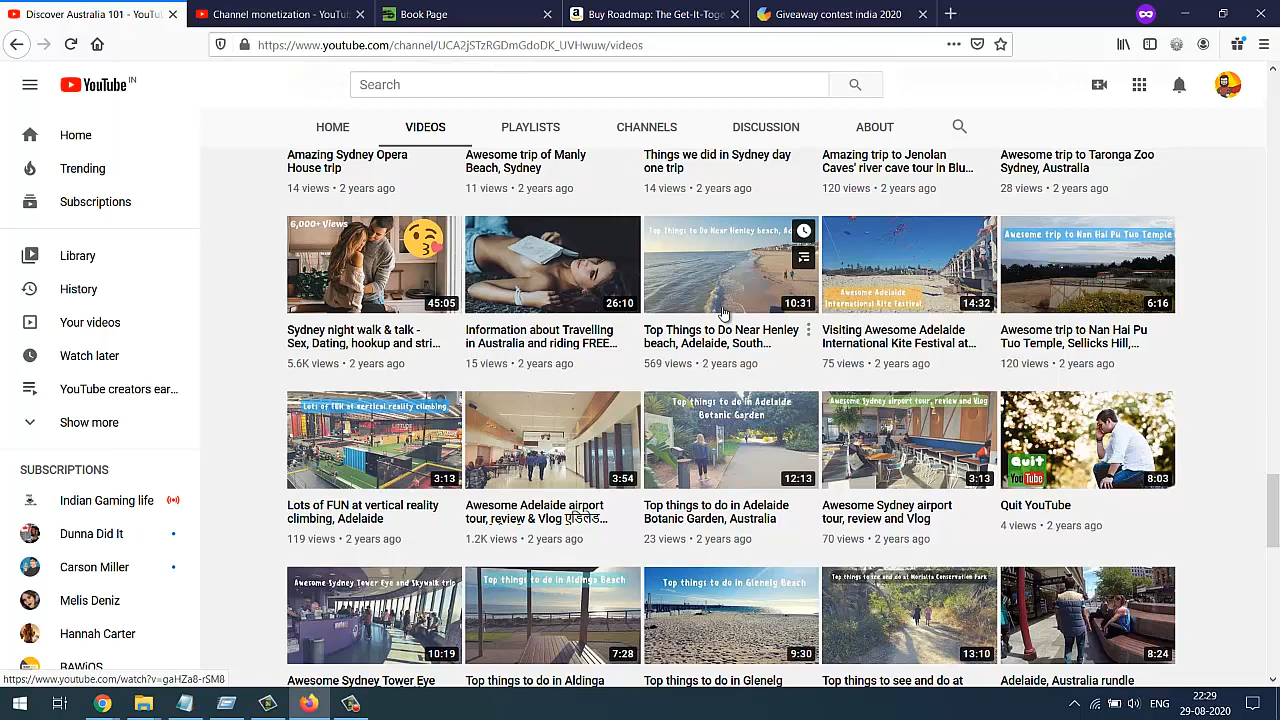 Discover Australia 101 - YouTu
Channel monetization - YouTub
Book Page
Buy Roadmap: The Get-It-Toge
Giveaway contest india 2020
https://www.youtube.com/channel/UCA2jSTzRGDmGdoDK_UVHwuw/videos
YouTube IN
Search
HOME
VIDEOS
PLAYLISTS
CHANNELS
DISCUSSION
ABOUT
Home
Trending
Subscriptions
Library
History
Your videos
Watch later
YouTube creators ear...
Show more
SUBSCRIPTIONS
Indian Gaming life
Dunna Did It
Carson Miller
Melis Deniz
Hannah Carter
BAWiOS
Amazing Sydney Opera
House trip
14 views • 2 years ago
Awesome trip of Manly
Beach, Sydney
11 views • 2 years ago
Things we did in Sydney day
one trip
14 views • 2 years ago
Amazing trip to Jenolan
Caves' river cave tour in Blu...
120 views • 2 years ago
Awesome trip to Taronga Zoo
Sydney, Australia
28 views • 2 years ago
6,000+ Views
45:05
Sydney night walk & talk -
Sex, Dating, hookup and stri...
5.6K views • 2 years ago
26:10
Information about Travelling
in Australia and riding FREE...
15 views • 2 years ago
Top Things to Do Near Henley beach, Ad
10:31
Top Things to Do Near Henley
beach, Adelaide, South...
569 views • 2 years ago
Awesome Adelaide
International Kite Festival
14:32
Visiting Awesome Adelaide
International Kite Festival at...
75 views • 2 years ago
Awesome trip to Nan Hai Pu Tuo Temple,
6:16
Awesome trip to Nan Hai Pu
Tuo Temple, Sellicks Hill,...
120 views • 2 years ago
Lots of FUN at vertical reality climbing,
3:13
Lots of FUN at vertical reality
climbing, Adelaide
119 views • 2 years ago
3:54
Awesome Adelaide airport
tour, review & Vlog एडिलेड...
1.2K views • 2 years ago
Top things to do in Adelaide
Botanic Garden
12:13
Top things to do in Adelaide
Botanic Garden, Australia
23 views • 2 years ago
Awesome Sydney airport tour, review and Vlog
3:13
Awesome Sydney airport
tour, review and Vlog
70 views • 2 years ago
Quit
YouTube
8:03
Quit YouTube
4 views • 2 years ago
Awesome Sydney Tower Eye and Skywalk trip
10:19
Awesome Sydney Tower Eye
Top things to do in Aldinga Beach
7:28
Top things to do in Aldinga
Top things to do in Glenelg Beach
9:30
Top things to do in Glenelg
Top things to see and do at Morialta Conservation Park
13:10
Top things to see and do at
8:24
Adelaide, Australia rundle
https://www.youtube.com/watch?v=gaHZa8-rSM8
ENG
22:29
29-08-2020